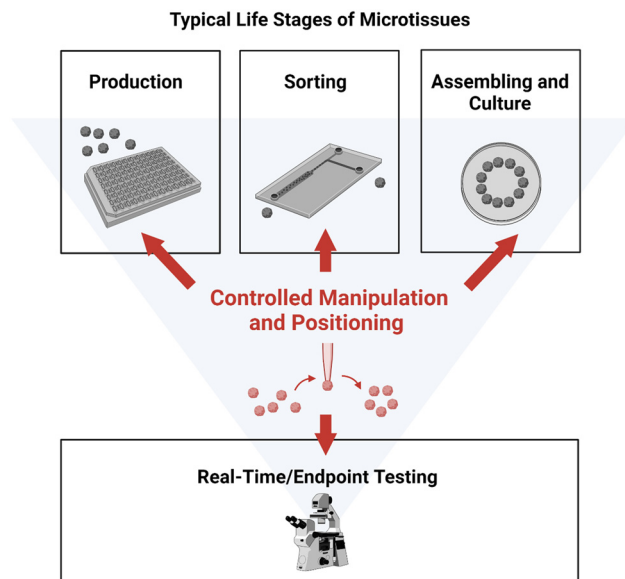 Typical Life Stages of Microtissues
Production
Sorting
Assembling and
Culture
Controlled Manipulation
and Positioning
Real-Time/Endpoint Testing